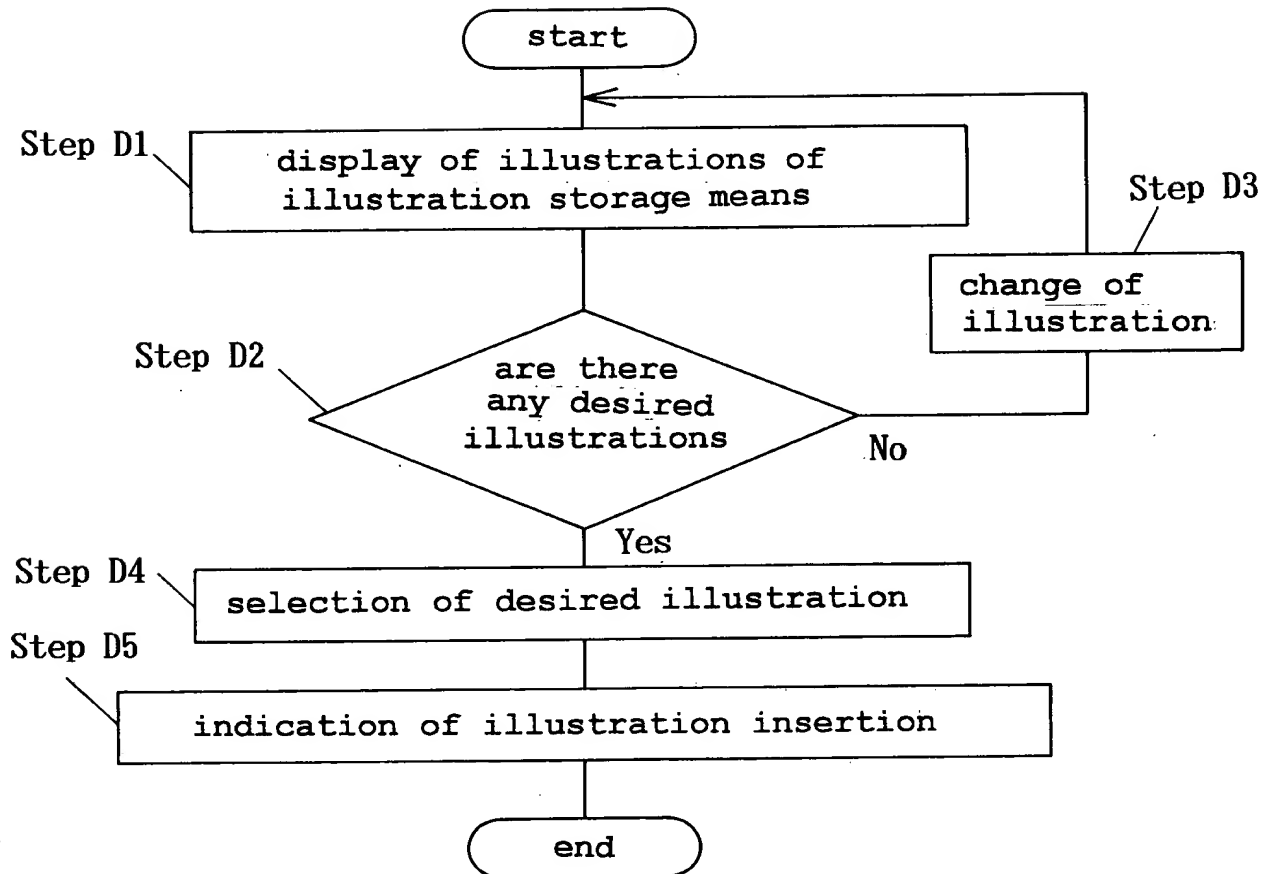 start
Step D1
display of illustrations of
illustration storage means
Step D3
change of
illustration
Step D2
are there
any desired
illustrations
No
Yes
Step D4
selection of desired illustration
Step D5
indication of illustration insertion
end